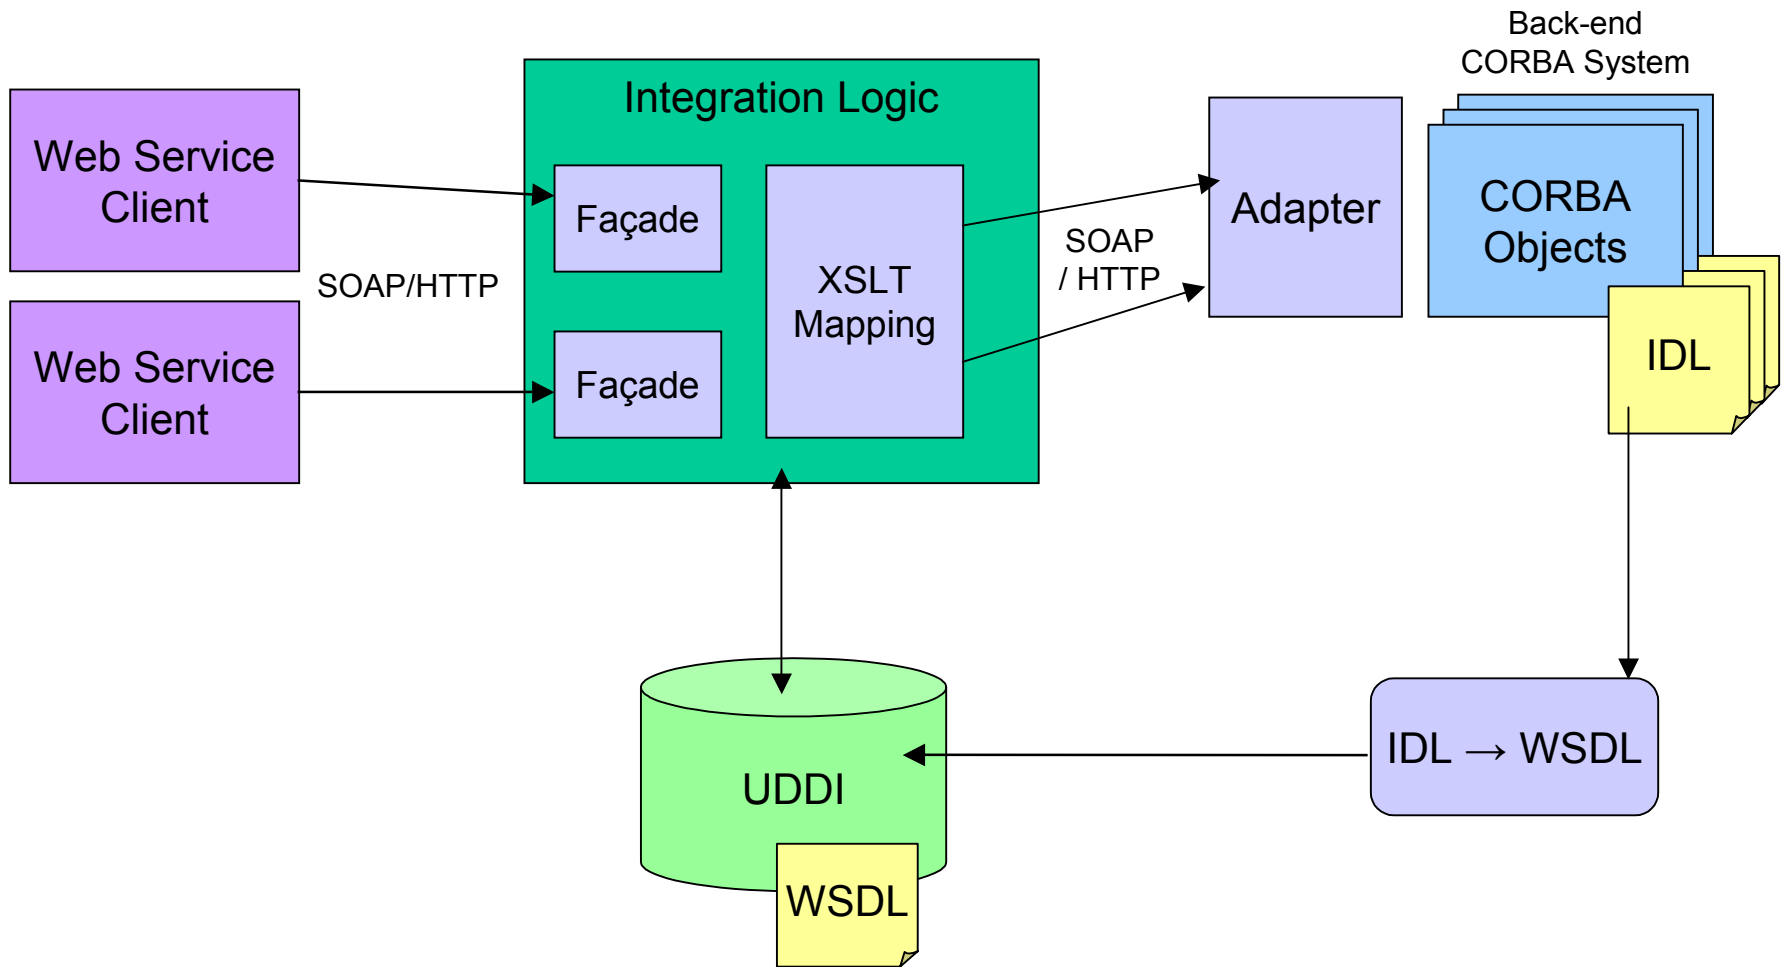 Back-end
CORBA System
Integration Logic
Web Service
Client
Façade
XSLT
Mapping
SOAP
/ HTTP
Adapter
CORBA
Objects
SOAP/HTTP
Web Service
Client
Façade
IDL
UDDI
WSDL
IDL → WSDL